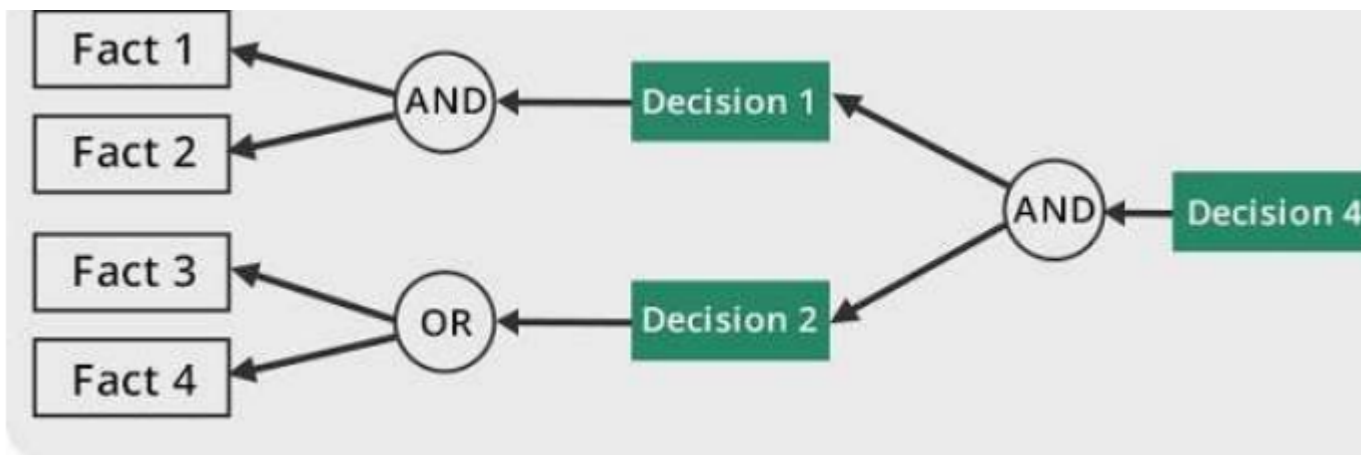 Fact 1
AND
Decision 1
Fact 2
AND
Decision 4
Fact 3
OR
Decision 2
Fact 4